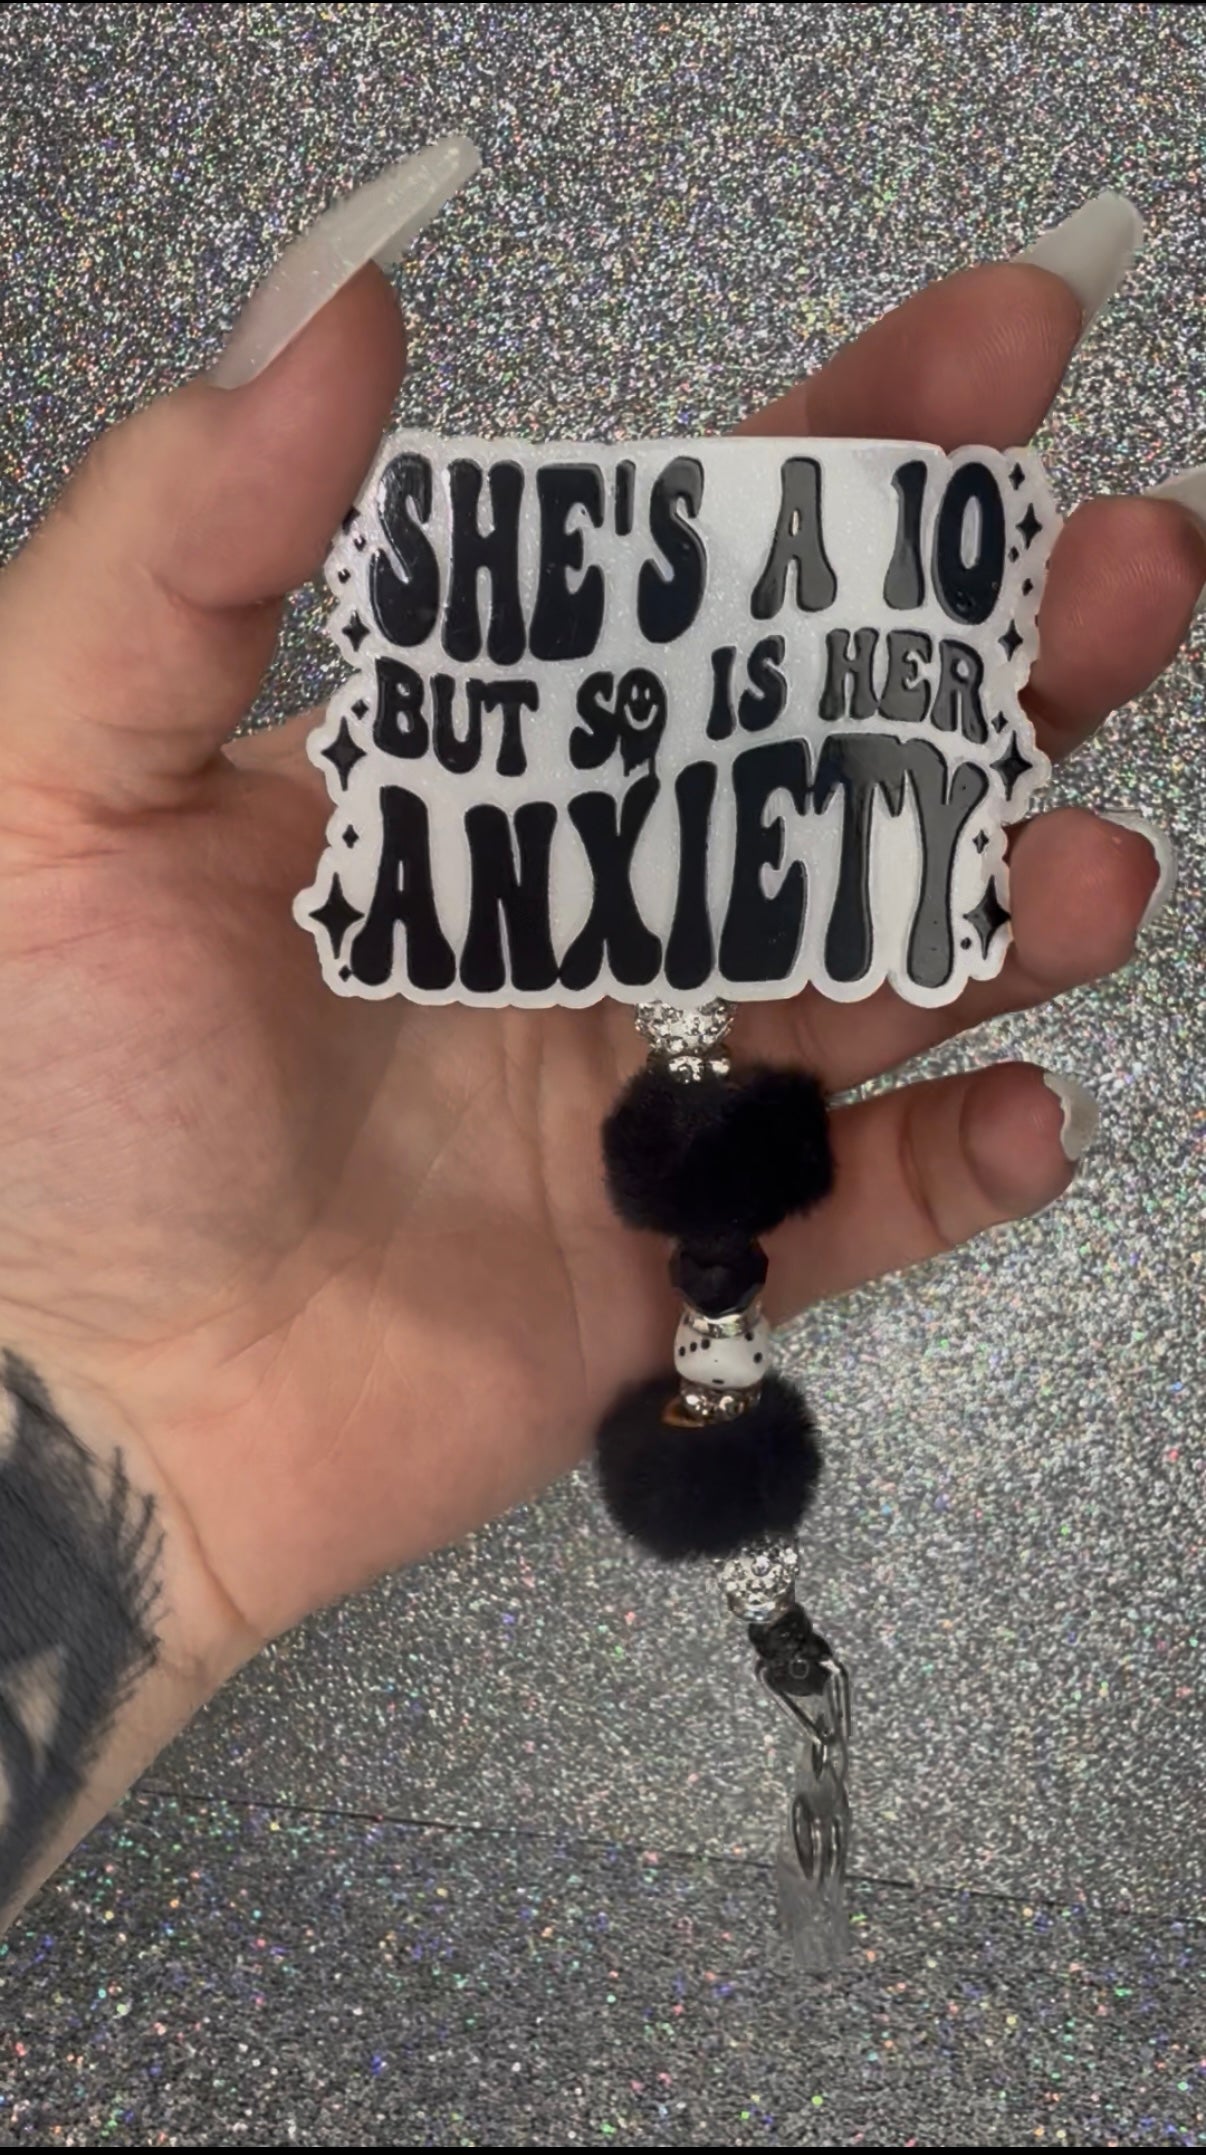 SHE'S A 10
BUT SO IS HER
ANXIETY